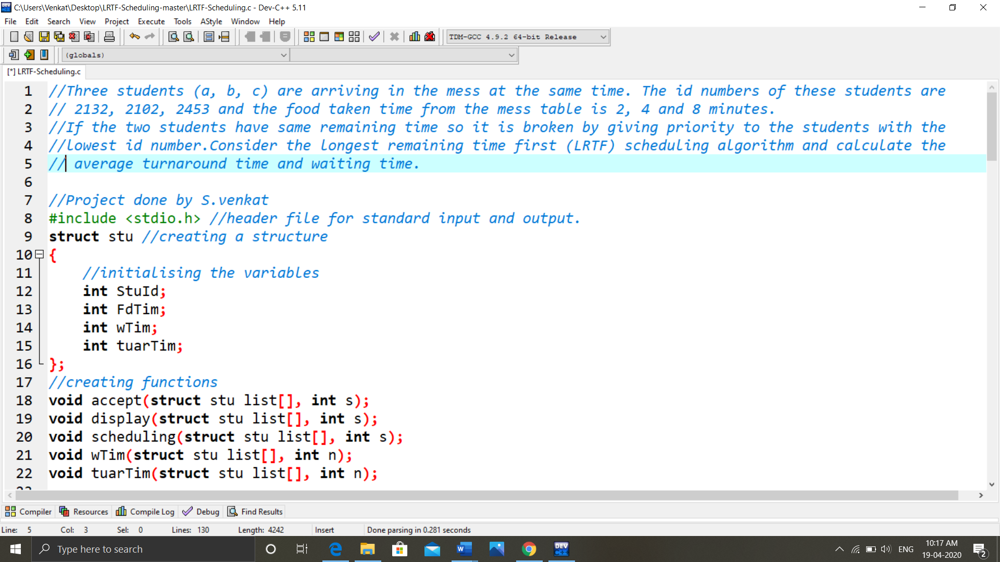 C:\Users\Venkat\Desktop\LRTF-Scheduling-master\LRTF-Scheduling.c - Dev-C++ 5.11
File Edit Search View Project Execute Tools AStyle Window Help
TDM-GCC 4.9.2 64-bit Release
(globals)
[*] LRTF-Scheduling.c
1 //Three students (a, b, c) are arriving in the mess at the same time. The id numbers of these students are
2 // 2132, 2102, 2453 and the food taken time from the mess table is 2, 4 and 8 minutes.
3 //If the two students have same remaining time so it is broken by giving priority to the students with the
4 //lowest id number.Consider the longest remaining time first (LRTF) scheduling algorithm and calculate the
5 // average turnaround time and waiting time.
6
7 //Project done by S.venkat
8 #include <stdio.h> //header file for standard input and output.
9 struct stu //creating a structure
10 {
11 //initialising the variables
12 int StuId;
13 int FdTim;
14 int wTim;
15 int tuarTim;
16 };
17 //creating functions
18 void accept(struct stu list[], int s);
19 void display(struct stu list[], int s);
20 void scheduling(struct stu list[], int s);
21 void wTim(struct stu list[], int n);
22 void tuarTim(struct stu list[], int n);
23
Compiler Resources Compile Log Debug Find Results
Line: 5 Col: 3 Sel: 0 Lines: 130 Length: 4242 Insert Done parsing in 0.281 seconds
Type here to search
ENG
10:17 AM
19-04-2020
2